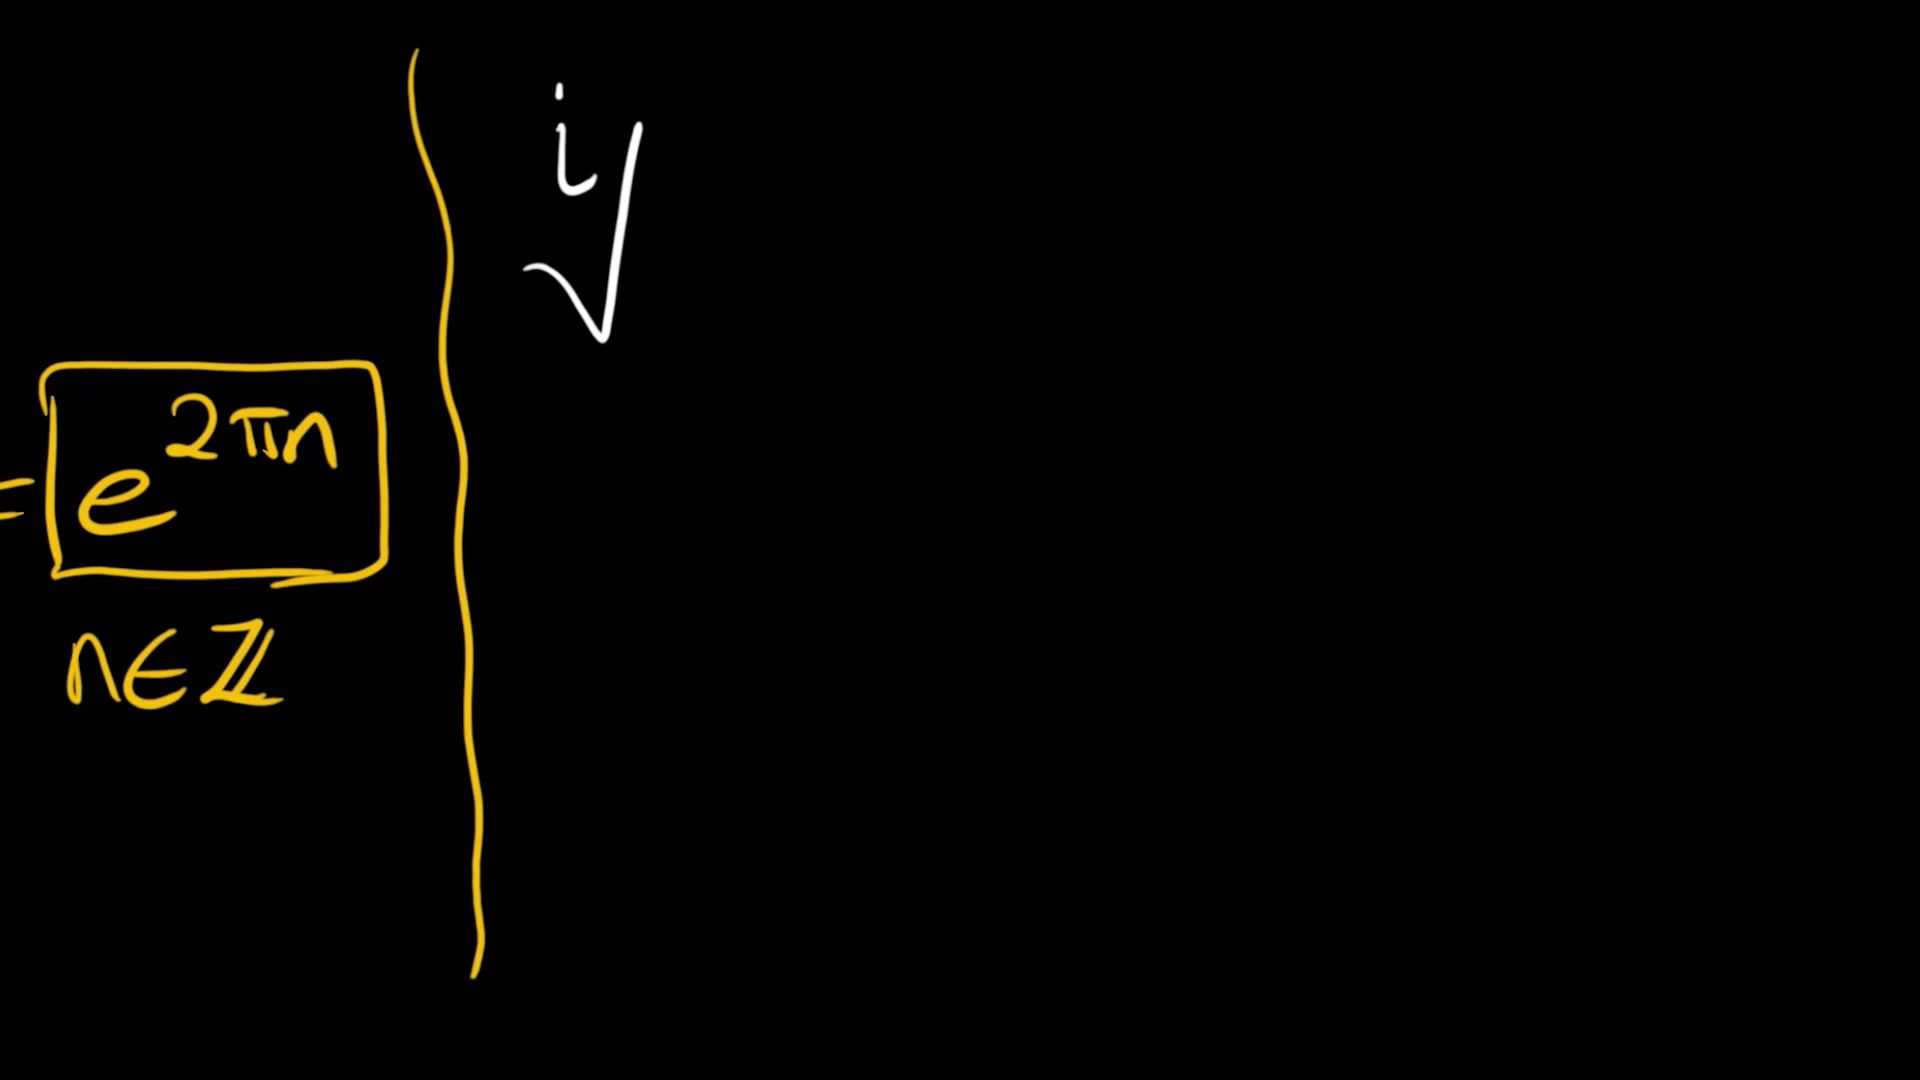 = e^{2πn}
n∈ℤ
i√